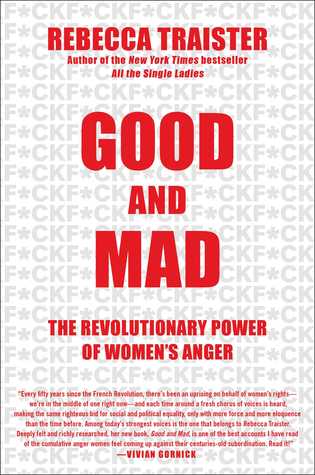 REBECCA TRAISTER
Author of the New York Times bestseller
All the Single Ladies
GOOD
AND
MAD
THE REVOLUTIONARY POWER
OF WOMEN'S ANGER
"Every fifty years since the French Revolution, there's been an uprising on behalf of women's rights—
we're in the middle of one right now—and each time around a fresh chorus of voices is heard,
making the same righteous bid for social and political equality, only with more force and more eloquence
than the time before. Among today's strongest voices is the one that belongs to Rebecca Traister.
Deeply felt and richly researched, her new book, Good and Mad, is one of the best accounts I have read
of the cumulative anger women feel coming up against their centuries-old subordination. Read it!"
—VIVIAN GORNICK